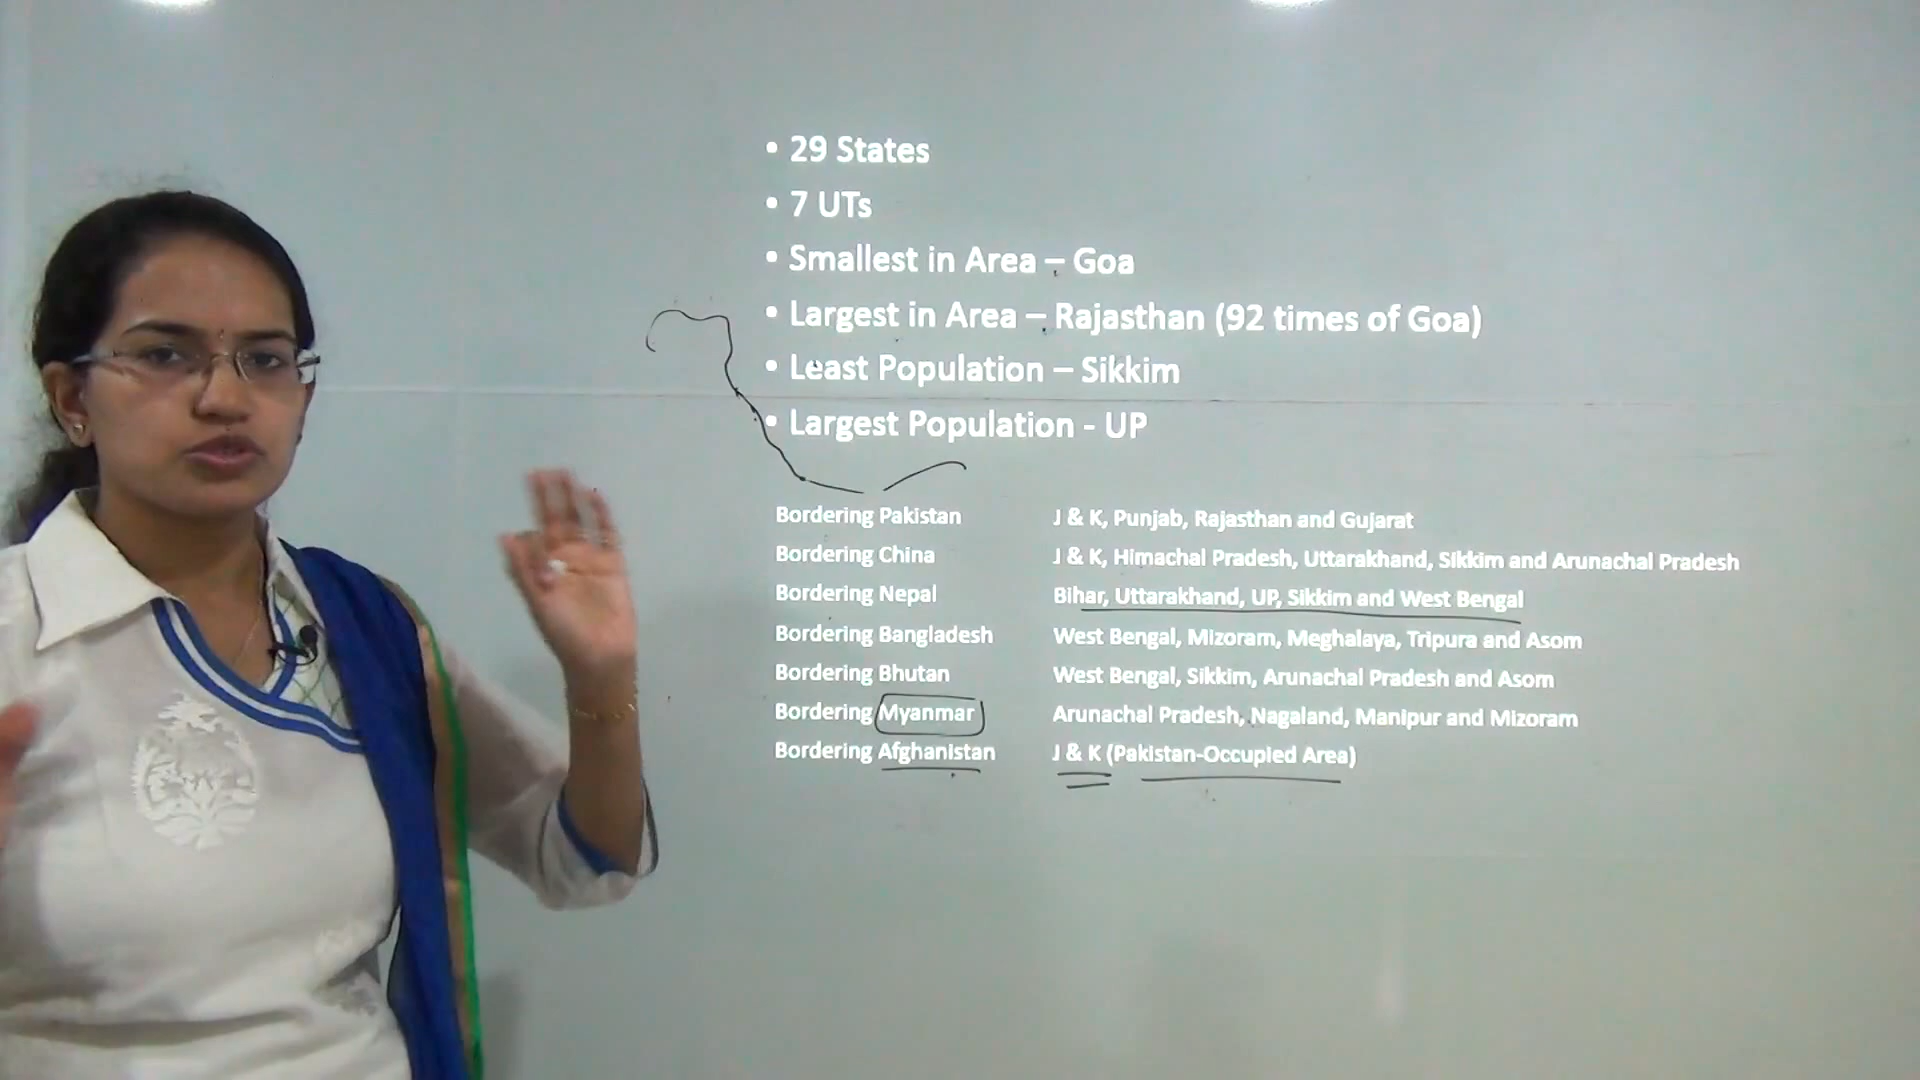 • 29 States
• 7 UTs
• Smallest in Area – Goa
• Largest in Area – Rajasthan (92 times of Goa)
• Least Population – Sikkim
• Largest Population - UP
Bordering Pakistan J & K, Punjab, Rajasthan and Gujarat
Bordering China J & K, Himachal Pradesh, Uttarakhand, Sikkim and Arunachal Pradesh
Bordering Nepal Bihar, Uttarakhand, UP, Sikkim and West Bengal
Bordering Bangladesh West Bengal, Mizoram, Meghalaya, Tripura and Asom
Bordering Bhutan West Bengal, Sikkim, Arunachal Pradesh and Asom
Bordering Myanmar Arunachal Pradesh, Nagaland, Manipur and Mizoram
Bordering Afghanistan J & K (Pakistan-Occupied Area)